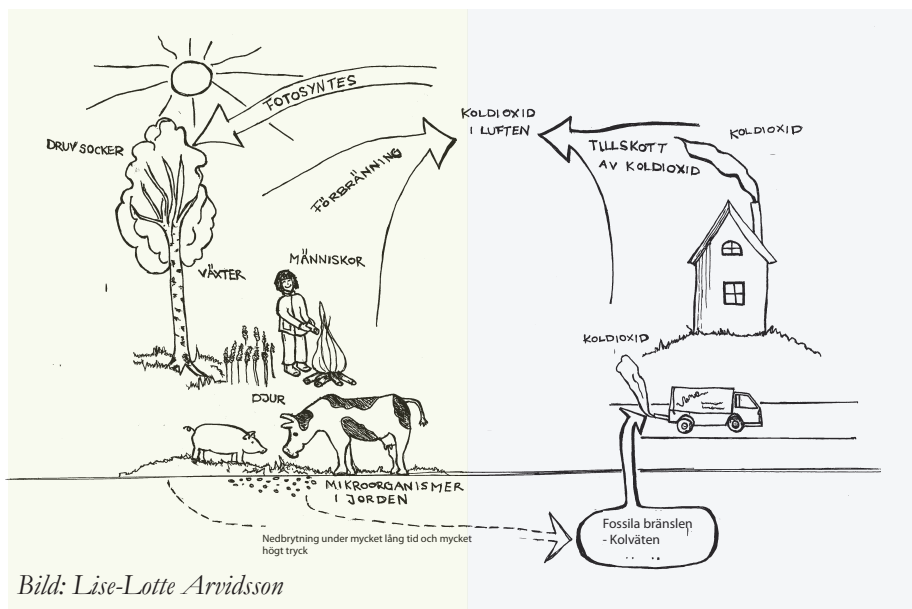 FOTOSYNTES
KOLDIOXID
I LUFTEN
KOLDIOXID
DRUVSOCKER
TILLSKOTT
AV KOLDIOXID
FÖRBRÄNNING
VÄXTER
MÄNNISKOR
KOLDIOXID
DJUR
MIKROORGANISMER
I JORDEN
Fossila bränslen
- Kolväten
Nedbrytning under mycket lång tid och mycket
högt tryck
Bild: Lise-Lotte Arvidsson